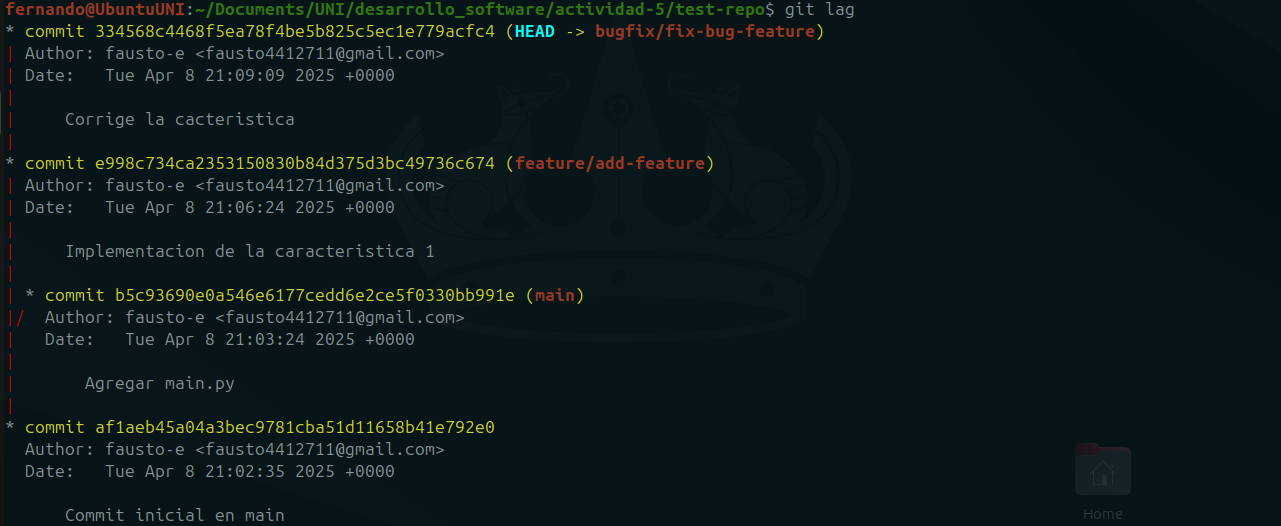 fernando@UbuntuUNI:~/Documents/UNI/desarrollo_software/actividad-5/test-repo$ git lag
* commit 334568c4468f5ea78f4be5b825c5ec1e779acfc4 (HEAD -> bugfix/fix-bug-feature)
| Author: fausto-e <fausto4412711@gmail.com>
| Date:   Tue Apr 8 21:09:09 2025 +0000
|
|     Corrige la cacteristica
|
* commit e998c734ca2353150830b84d375d3bc49736c674 (feature/add-feature)
| Author: fausto-e <fausto4412711@gmail.com>
| Date:   Tue Apr 8 21:06:24 2025 +0000
|
|     Implementacion de la caracteristica 1
|
| * commit b5c93690e0a546e6177cedd6e2ce5f0330bb991e (main)
|/  Author: fausto-e <fausto4412711@gmail.com>
|   Date:   Tue Apr 8 21:03:24 2025 +0000
|
|       Agregar main.py
|
* commit af1aeb45a04a3bec9781cba51d11658b41e792e0
  Author: fausto-e <fausto4412711@gmail.com>
  Date:   Tue Apr 8 21:02:35 2025 +0000

      Commit inicial en main
Home